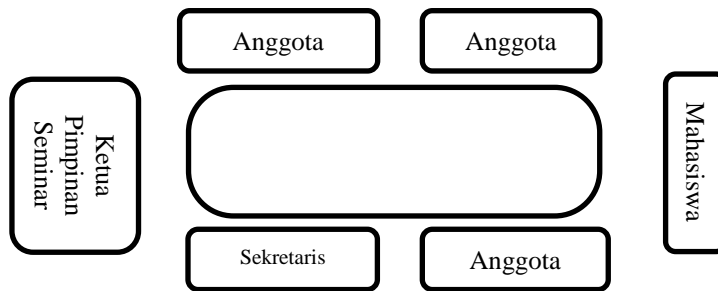 Anggota
Anggota
Ketua
Pimpinan
Seminar
Mahasiswa
Sekretaris
Anggota